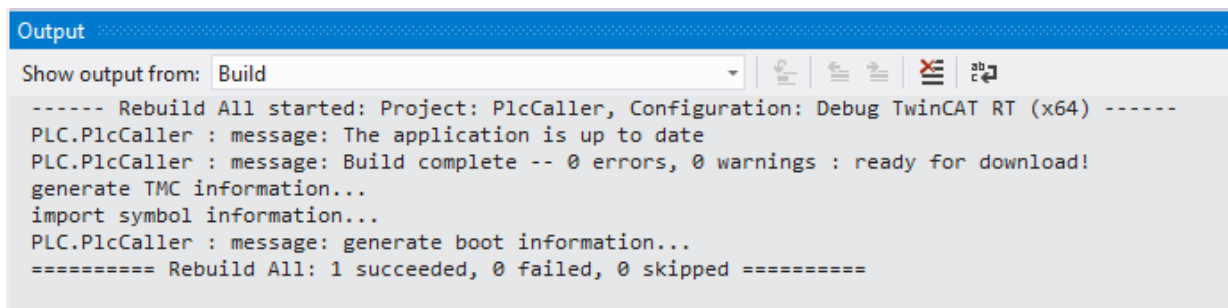 Output
Show output from: Build
------ Rebuild All started: Project: PlcCaller, Configuration: Debug TwinCAT RT (x64) ------
PLC.PlcCaller : message: The application is up to date
PLC.PlcCaller : message: Build complete -- 0 errors, 0 warnings : ready for download!
generate TMC information...
import symbol information...
PLC.PlcCaller : message: generate boot information...
========== Rebuild All: 1 succeeded, 0 failed, 0 skipped ==========